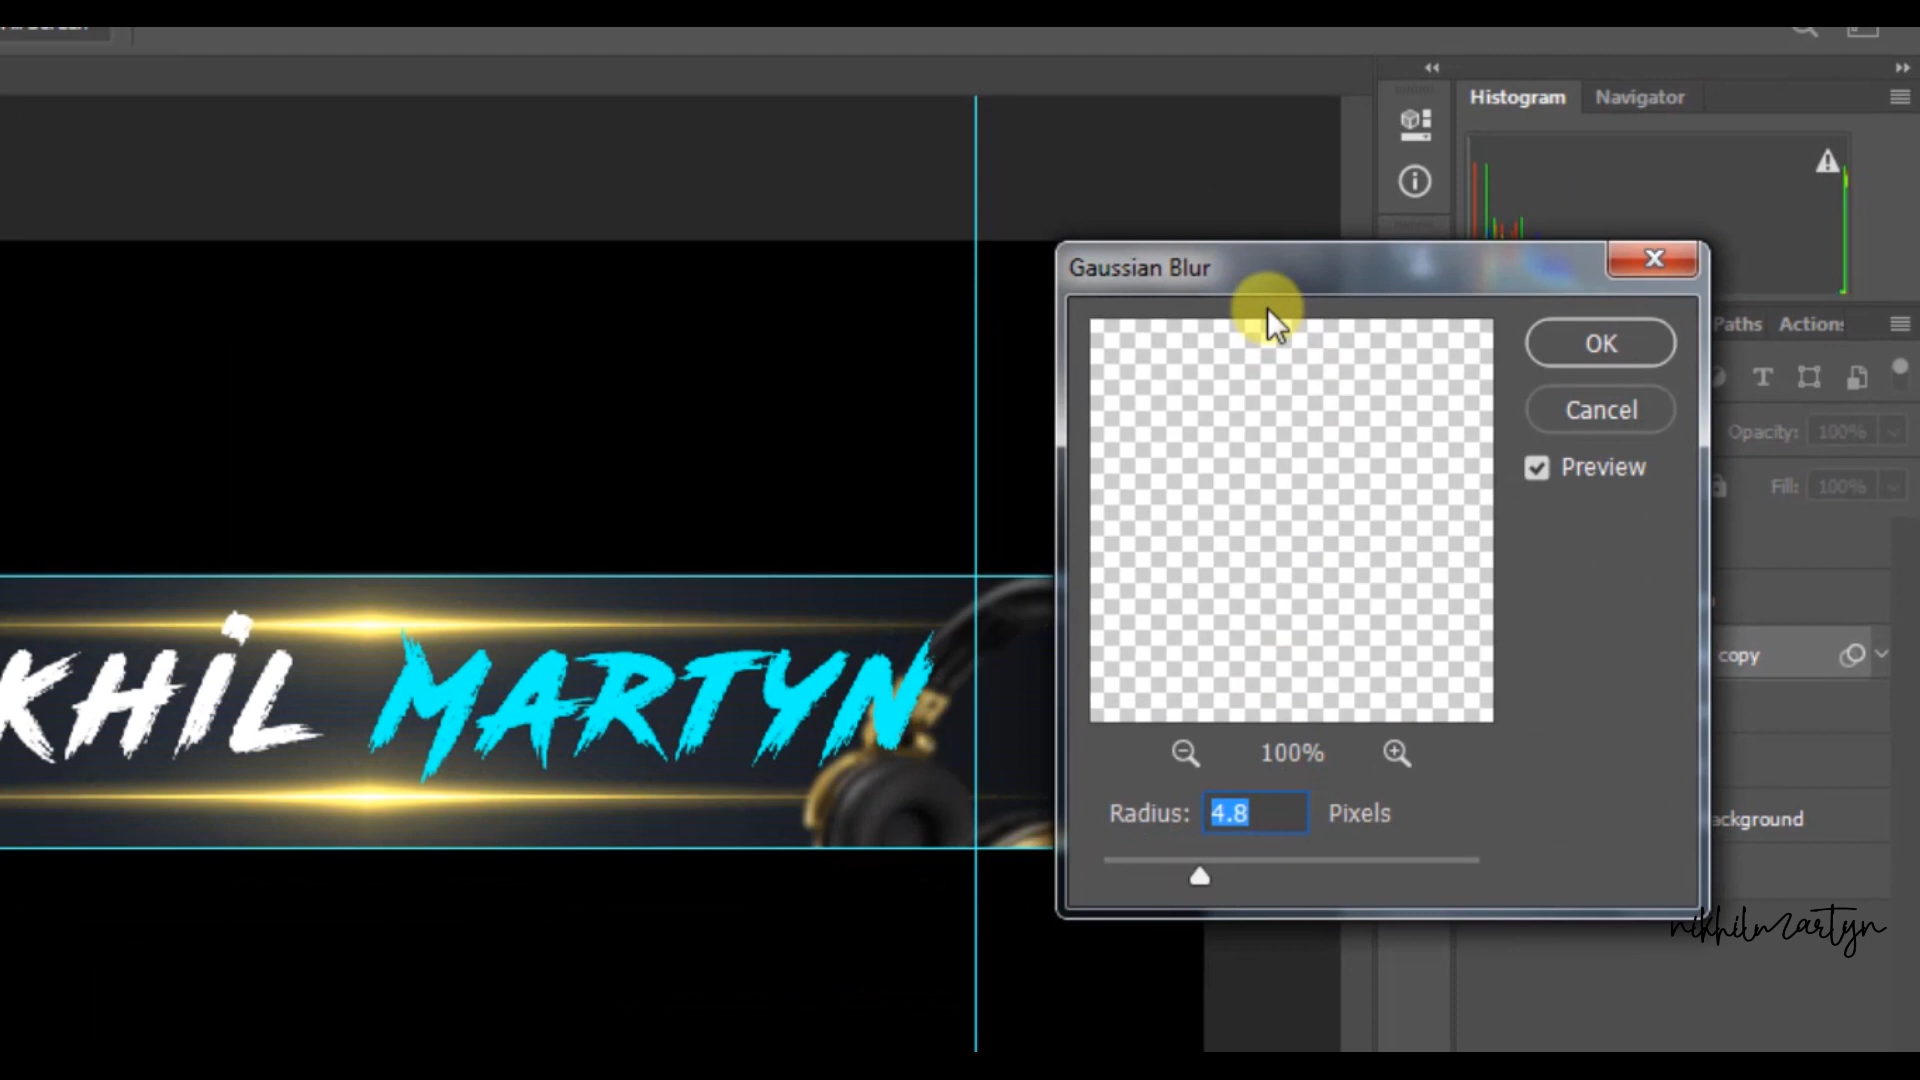 Histogram Navigator
Gaussian Blur
OK
Cancel
Preview
100%
Radius: 4.8 Pixels
Paths Actions
T
Opacity: 100%
Fill: 100%
copy
ackground
KHIL MARTYN
nikhilmartyn